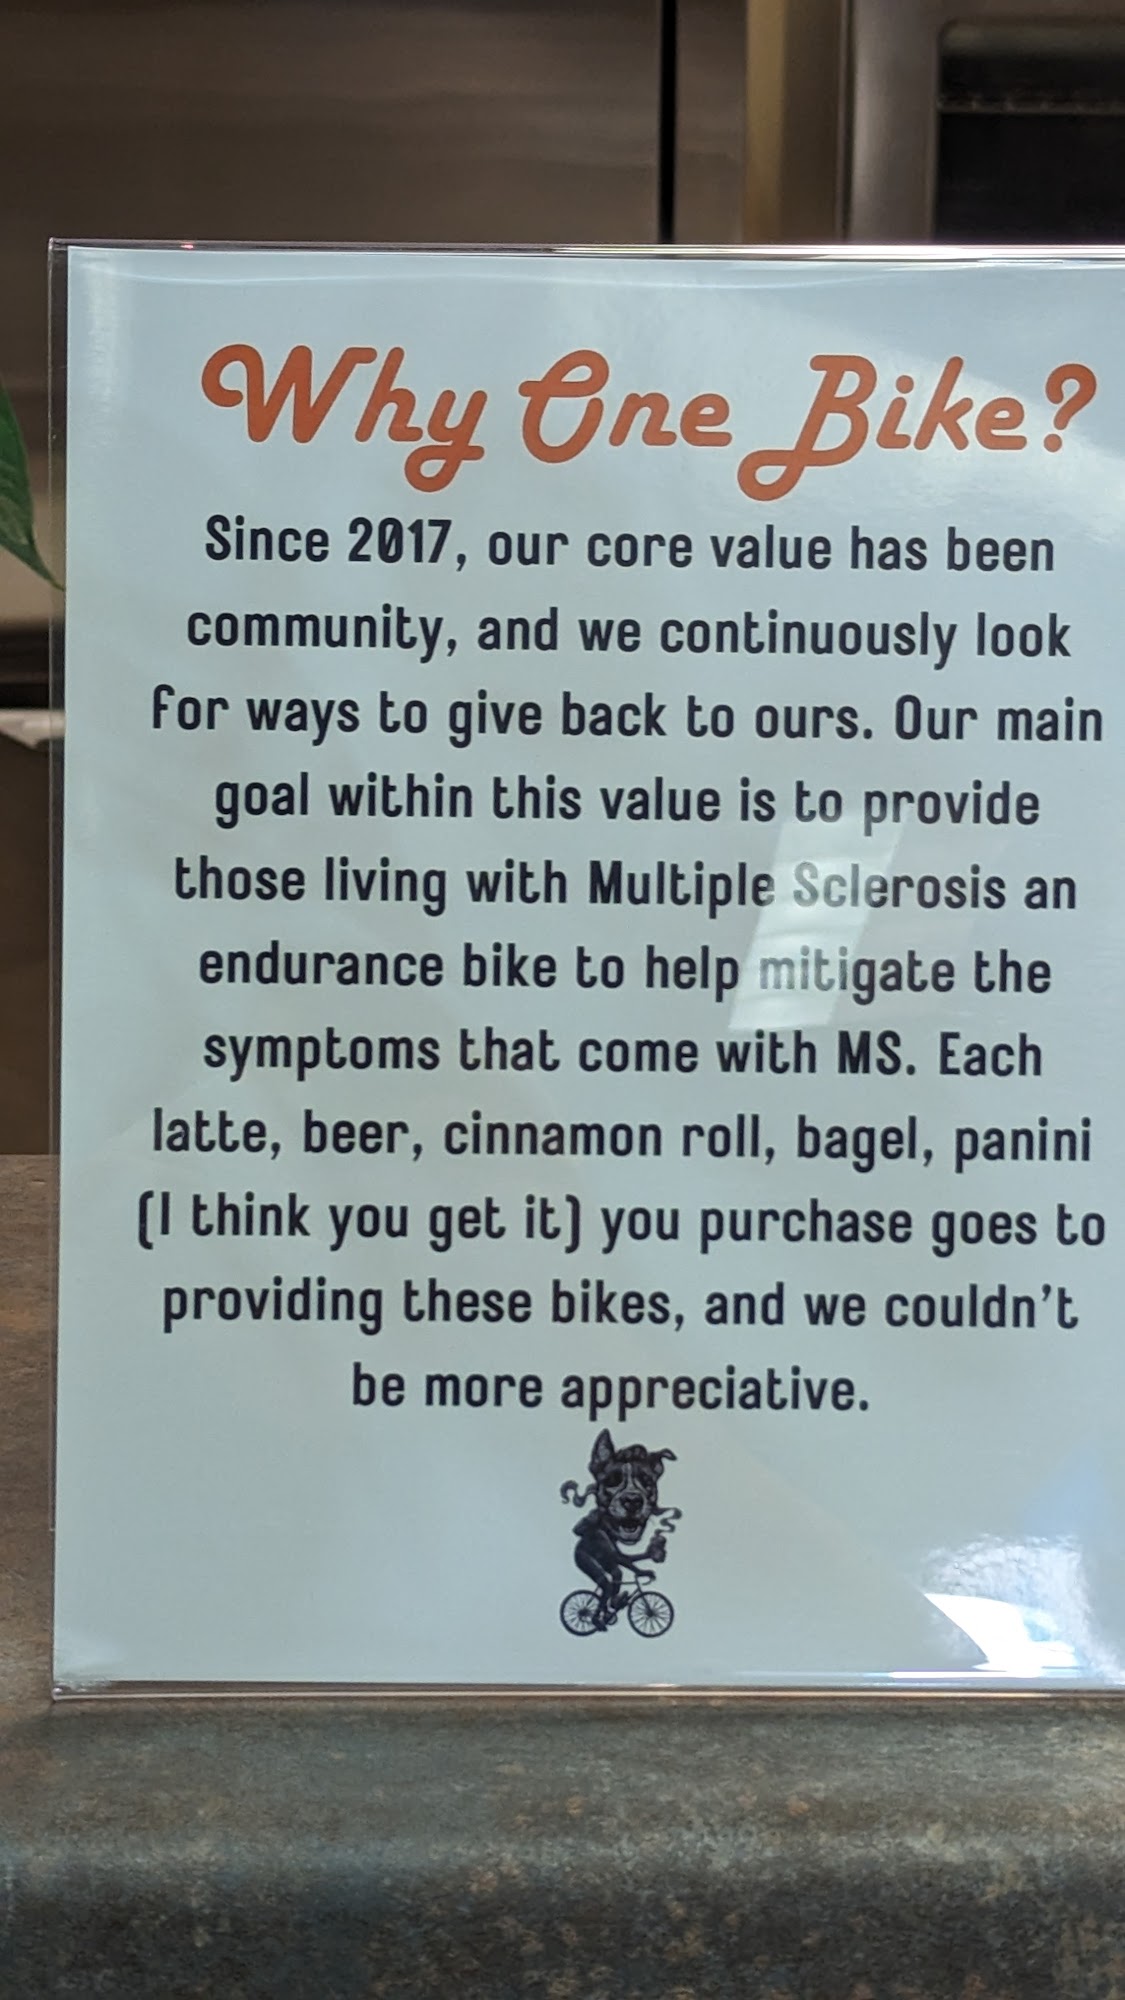 Why One Bike?
Since 2017, our core value has been
community, and we continuously look
for ways to give back to ours. Our main
goal within this value is to provide
those living with Multiple Sclerosis an
endurance bike to help mitigate the
symptoms that come with MS. Each
latte, beer, cinnamon roll, bagel, panini
(I think you get it) you purchase goes to
providing these bikes, and we couldn't
be more appreciative.